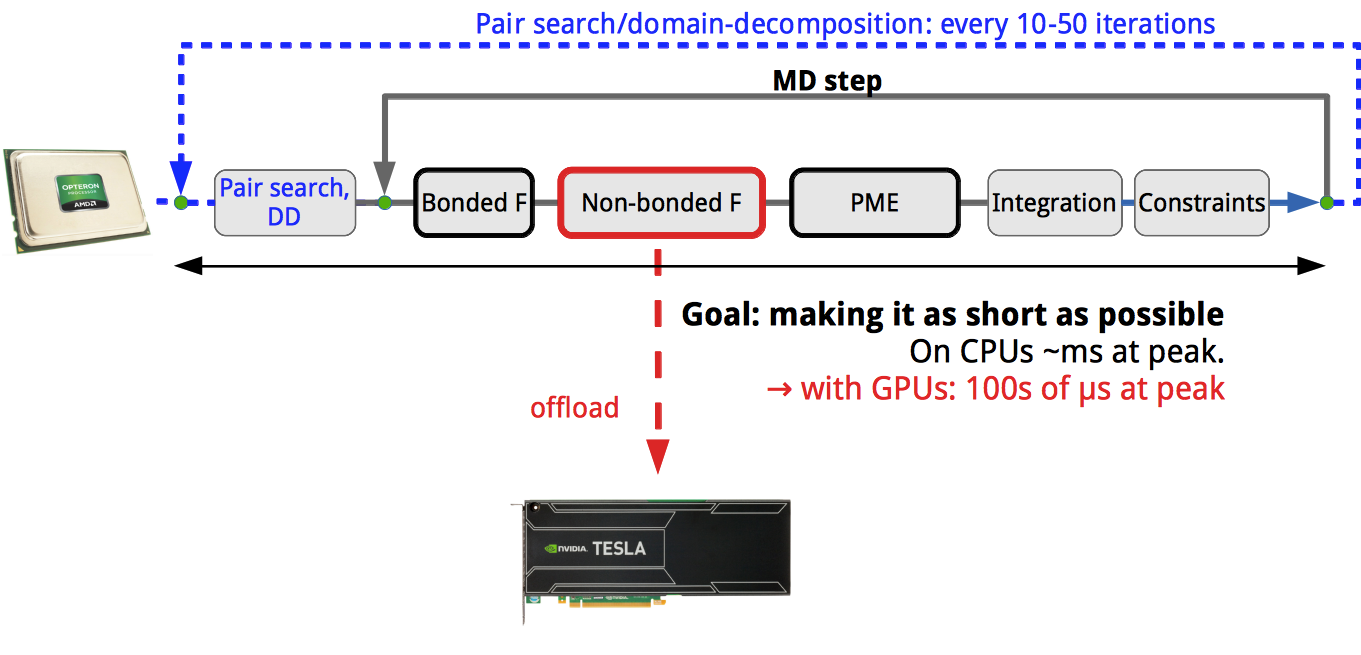 Pair search/domain-decomposition: every 10-50 iterations
MD step
OPTERON
PROCESSOR
AMD
Pair search,
DD
Bonded F
Non-bonded F
PME
Integration
Constraints
Goal: making it as short as possible
On CPUs ~ms at peak.
→ with GPUs: 100s of µs at peak
offload
NVIDIA. TESLA